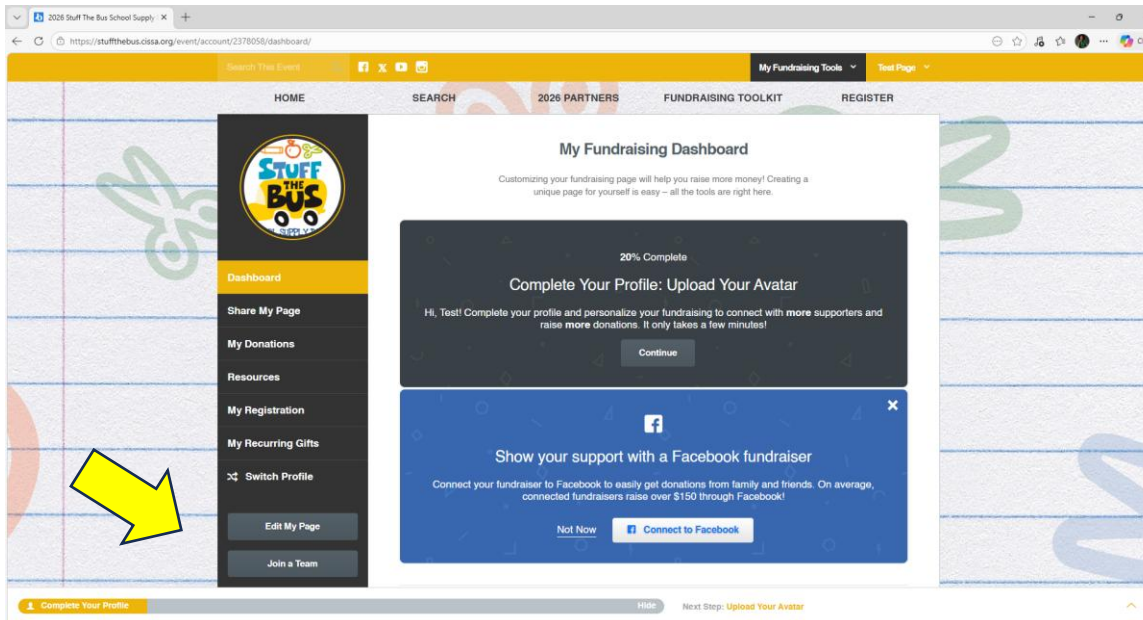 2026 Stuff The Bus School Supply
https://stuffthebus.cissa.org/event/account/2378058/dashboard/
Search This Event
My Fundraising Tools
Test Page
HOME
SEARCH
2026 PARTNERS
FUNDRAISING TOOLKIT
REGISTER
STUFF
THE
BUS
SUPPLY
Dashboard
Share My Page
My Donations
Resources
My Registration
My Recurring Gifts
Switch Profile
Edit My Page
Join a Team
My Fundraising Dashboard
Customizing your fundraising page will help you raise more money! Creating a
unique page for yourself is easy – all the tools are right here.
20% Complete
Complete Your Profile: Upload Your Avatar
Hi, Test! Complete your profile and personalize your fundraising to connect with more supporters and
raise more donations. It only takes a few minutes!
Continue
Show your support with a Facebook fundraiser
Connect your fundraiser to Facebook to easily get donations from family and friends. On average,
connected fundraisers raise over $150 through Facebook!
Not Now
Connect to Facebook
Complete Your Profile
Hide
Next Step: Upload Your Avatar